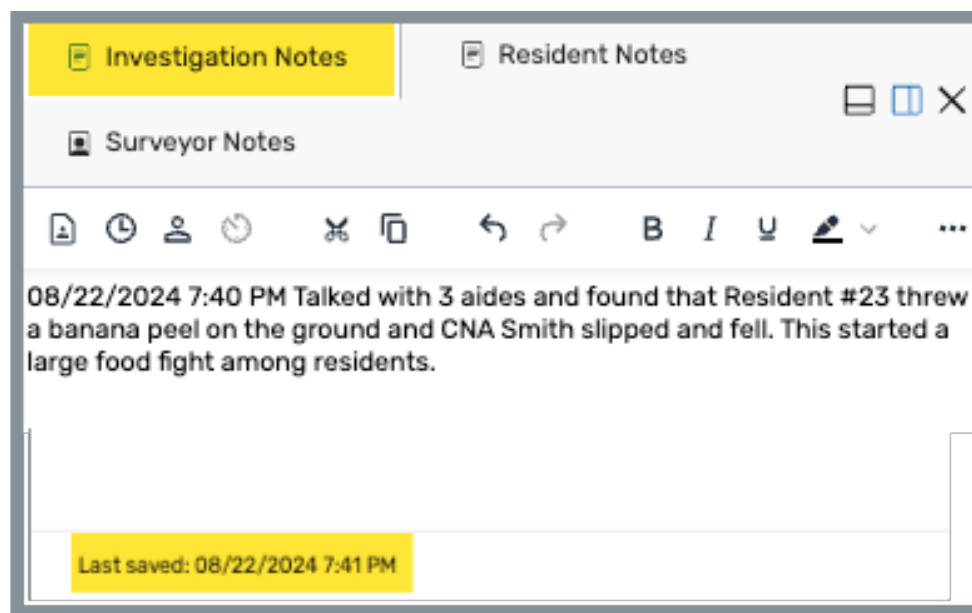 Investigation Notes
Resident Notes
Surveyor Notes
B I U
08/22/2024 7:40 PM Talked with 3 aides and found that Resident #23 threw
a banana peel on the ground and CNA Smith slipped and fell. This started a
large food fight among residents.
Last saved: 08/22/2024 7:41 PM